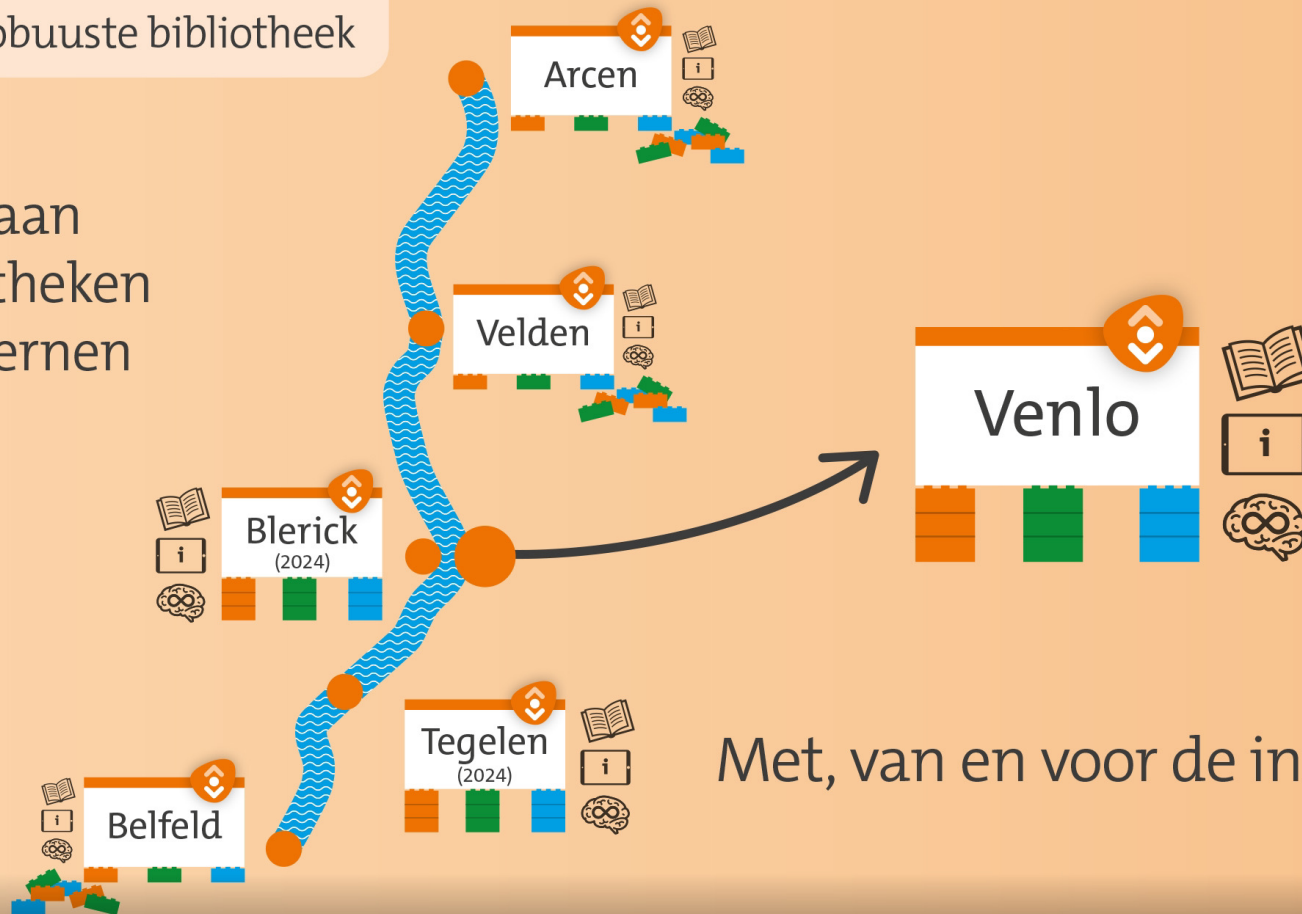 obuuste bibliotheek
aan
theken
ernen
Arcen
i
Velden
i
Venlo
i
Blerick
(2024)
i
Tegelen
(2024)
i
Belfeld
i
Met, van en voor de in